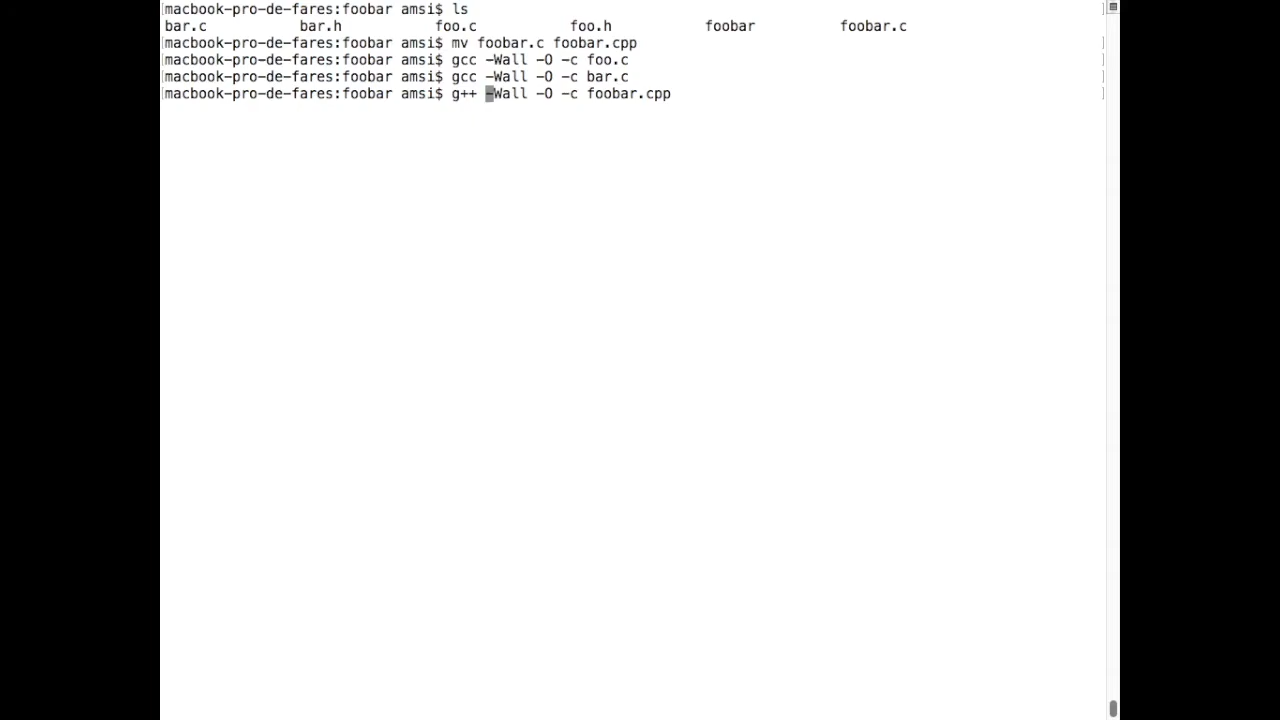 [macbook-pro-de-fares:foobar amsi$ ls ]
bar.c bar.h foo.c foo.h foobar foobar.c
[macbook-pro-de-fares:foobar amsi$ mv foobar.c foobar.cpp ]
[macbook-pro-de-fares:foobar amsi$ gcc -Wall -O -c foo.c ]
[macbook-pro-de-fares:foobar amsi$ gcc -Wall -O -c bar.c ]
[macbook-pro-de-fares:foobar amsi$ g++ -Wall -O -c foobar.cpp ]